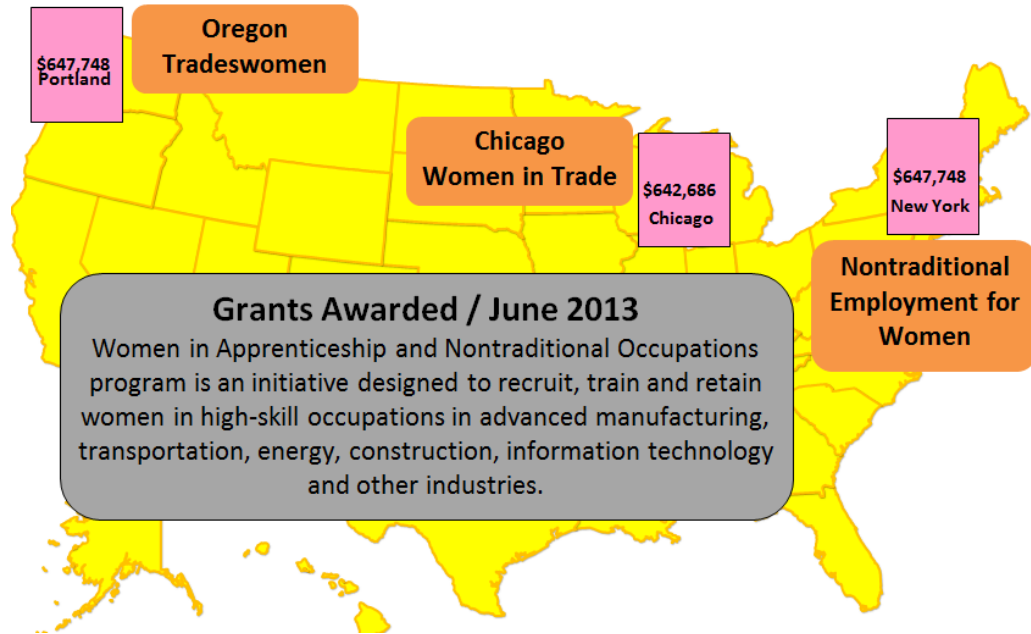 Oregon
Tradeswomen
$647,748
Portland
Chicago
Women in Trade
$642,686
Chicago
$647,748
New York
Nontraditional
Employment for
Women
Grants Awarded / June 2013
Women in Apprenticeship and Nontraditional Occupations
program is an initiative designed to recruit, train and retain
women in high-skill occupations in advanced manufacturing,
transportation, energy, construction, information technology
and other industries.